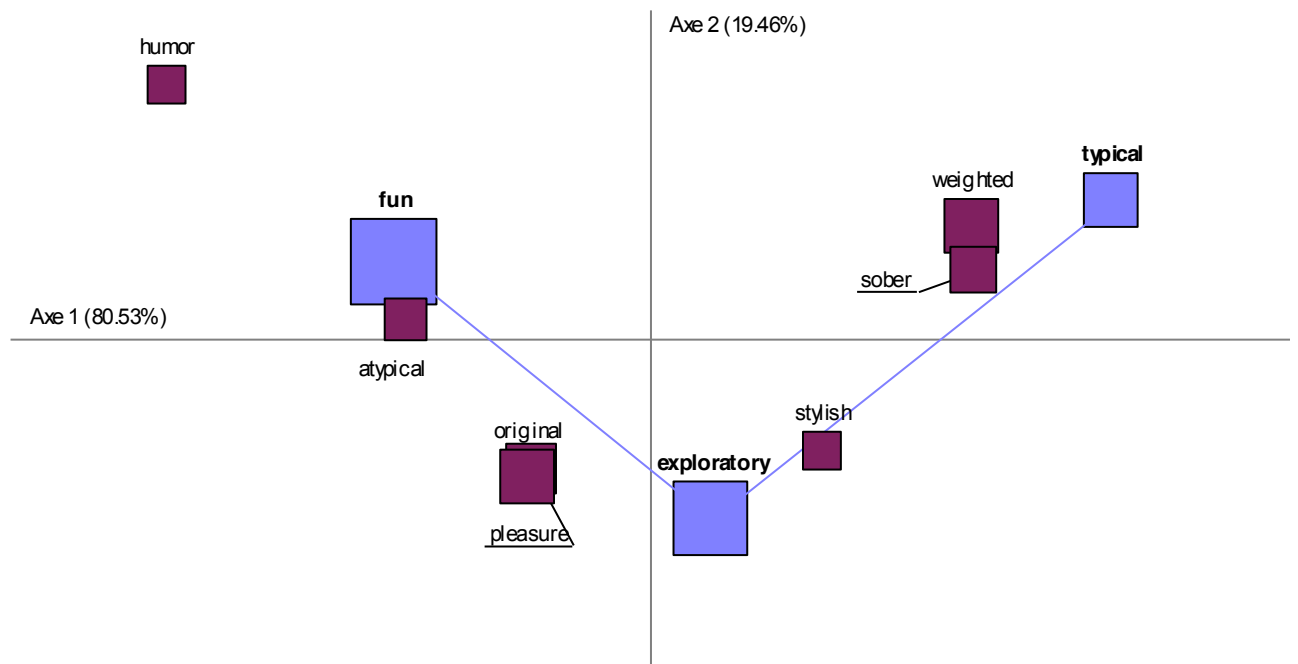 Axe 2 (19.46%)
humor
typical
weighted
fun
sober
Axe 1 (80.53%)
atypical
stylish
original
exploratory
pleasure